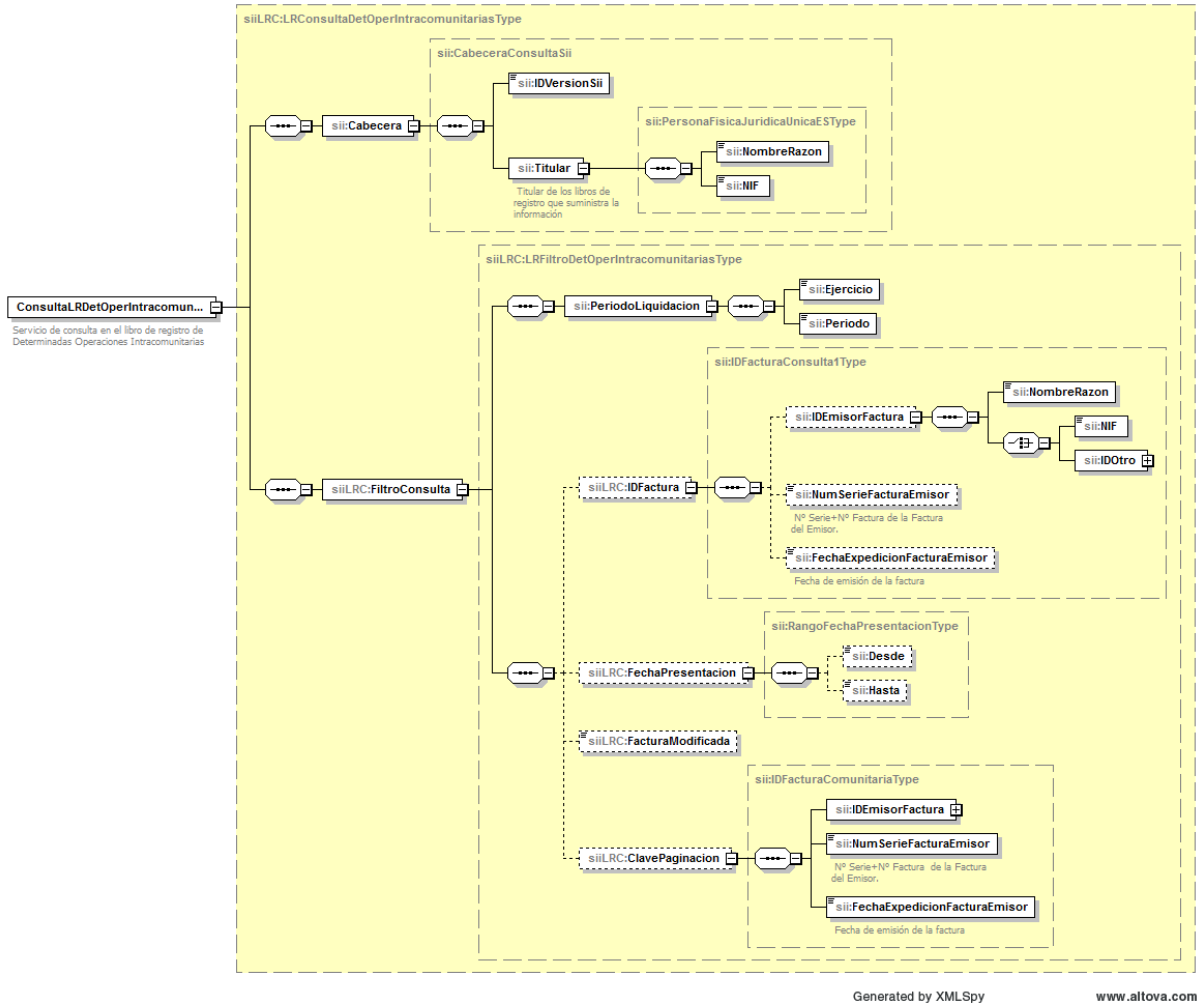 siiLRC:LRConsultaDetOperIntracomunitariasType
sii:CabeceraConsultaSii
sii:IDVersionSii
sii:PersonaFisicaJuridicaUnicaESType
sii:Cabecera
sii:NombreRazon
sii:Titular
sii:NIF
Titular de los libros de
registro que suministra la
información
siiLRC:LRFiltroDetOperIntracomunitariasType
sii:Ejercicio
ConsultaLRDetOperIntracomun...
sii:PeriodoLiquidacion
sii:Periodo
Servicio de consulta en el libro de registro de
Determinadas Operaciones Intracomunitarias
sii:IDFacturaConsulta1Type
sii:NombreRazon
sii:IDEmisorFactura
sii:NIF
sii:IDOtro
siiLRC:FiltroConsulta
siiLRC:IDFactura
sii:NumSerieFacturaEmisor
Nº Serie+Nº Factura de la Factura
del Emisor.
sii:FechaExpedicionFacturaEmisor
Fecha de emisión de la factura
sii:RangoFechaPresentacionType
sii:Desde
siiLRC:FechaPresentacion
sii:Hasta
siiLRC:FacturaModificada
sii:IDFacturaComunitariaType
sii:IDEmisorFactura
sii:NumSerieFacturaEmisor
siiLRC:ClavePaginacion
Nº Serie+Nº Factura  de la Factura
del Emisor.
sii:FechaExpedicionFacturaEmisor
Fecha de emisión de la factura
Generated by XMLSpy
www.altova.com